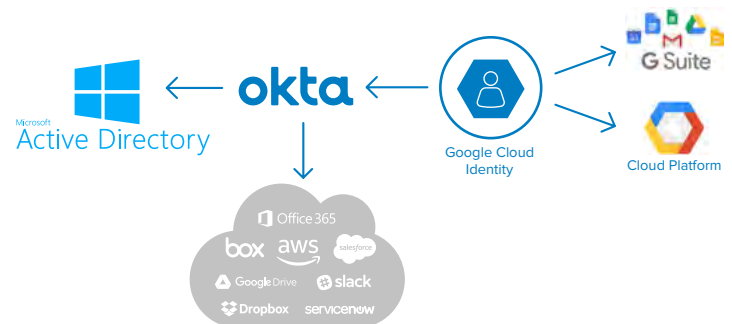 G Suite
okta
Microsoft
Active Directory
Google Cloud
Identity
Cloud Platform
Office 365
box
aws
salesforce
Google Drive
slack
Dropbox
servicenow